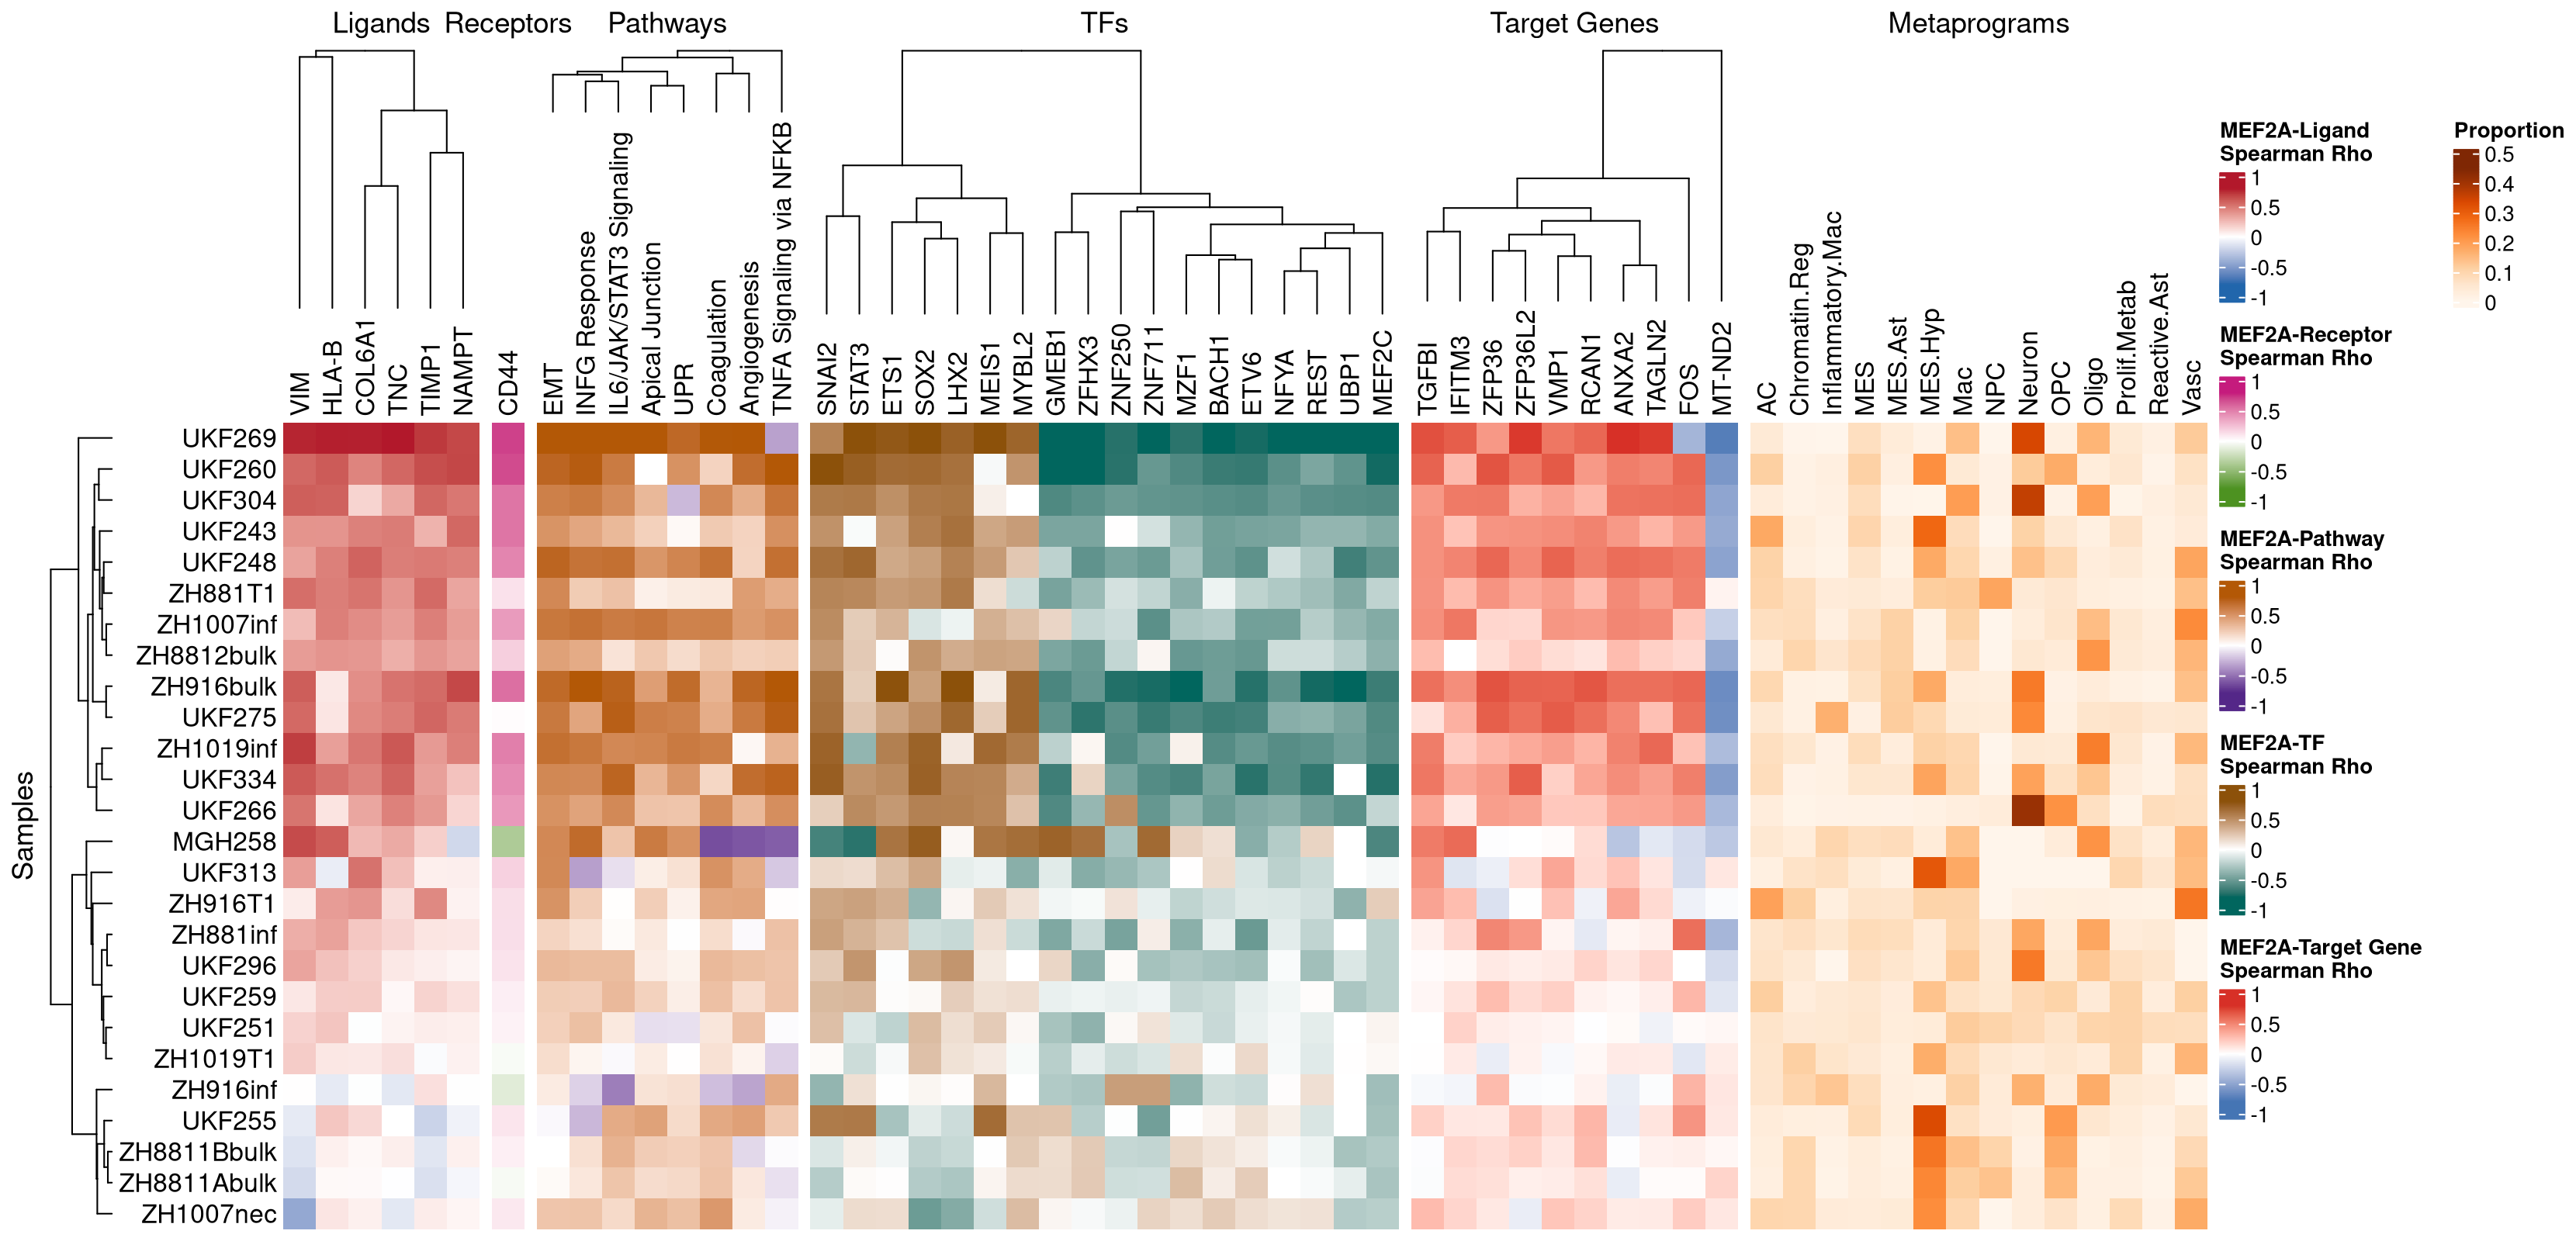 Ligands Receptors Pathways TFs Target Genes Metaprograms
VIM
HLA-B
COL6A1
TNC
TIMP1
NAMPT
CD44
EMT
INFG Response
IL6/JAK/STAT3 Signaling
Apical Junction
UPR
Coagulation
Angiogenesis
TNFA Signaling via NFKB
SNAI2
STAT3
ETS1
SOX2
LHX2
MEIS1
MYBL2
GMEB1
ZFHX3
ZNF250
ZNF711
MZF1
BACH1
ETV6
NFYA
REST
UBP1
MEF2C
TGFBI
IFITM3
ZFP36
ZFP36L2
VMP1
RCAN1
ANXA2
TAGLN2
FOS
MT-ND2
AC
Chromatin.Reg
Inflammatory.Mac
MES
MES.Ast
MES.Hyp
Mac
NPC
Neuron
OPC
Oligo
Prolif.Metab
Reactive.Ast
Vasc
Samples
UKF269
UKF260
UKF304
UKF243
UKF248
ZH881T1
ZH1007inf
ZH8812bulk
ZH916bulk
UKF275
ZH1019inf
UKF334
UKF266
MGH258
UKF313
ZH916T1
ZH881inf
UKF296
UKF259
UKF251
ZH1019T1
ZH916inf
UKF255
ZH8811Bbulk
ZH8811Abulk
ZH1007nec
MEF2A-Ligand
Spearman Rho
1
0.5
0
-0.5
-1
MEF2A-Receptor
Spearman Rho
1
0.5
0
-0.5
-1
MEF2A-Pathway
Spearman Rho
1
0.5
0
-0.5
-1
MEF2A-TF
Spearman Rho
1
0.5
0
-0.5
-1
MEF2A-Target Gene
Spearman Rho
1
0.5
0
-0.5
-1
Proportion
0.5
0.4
0.3
0.2
0.1
0